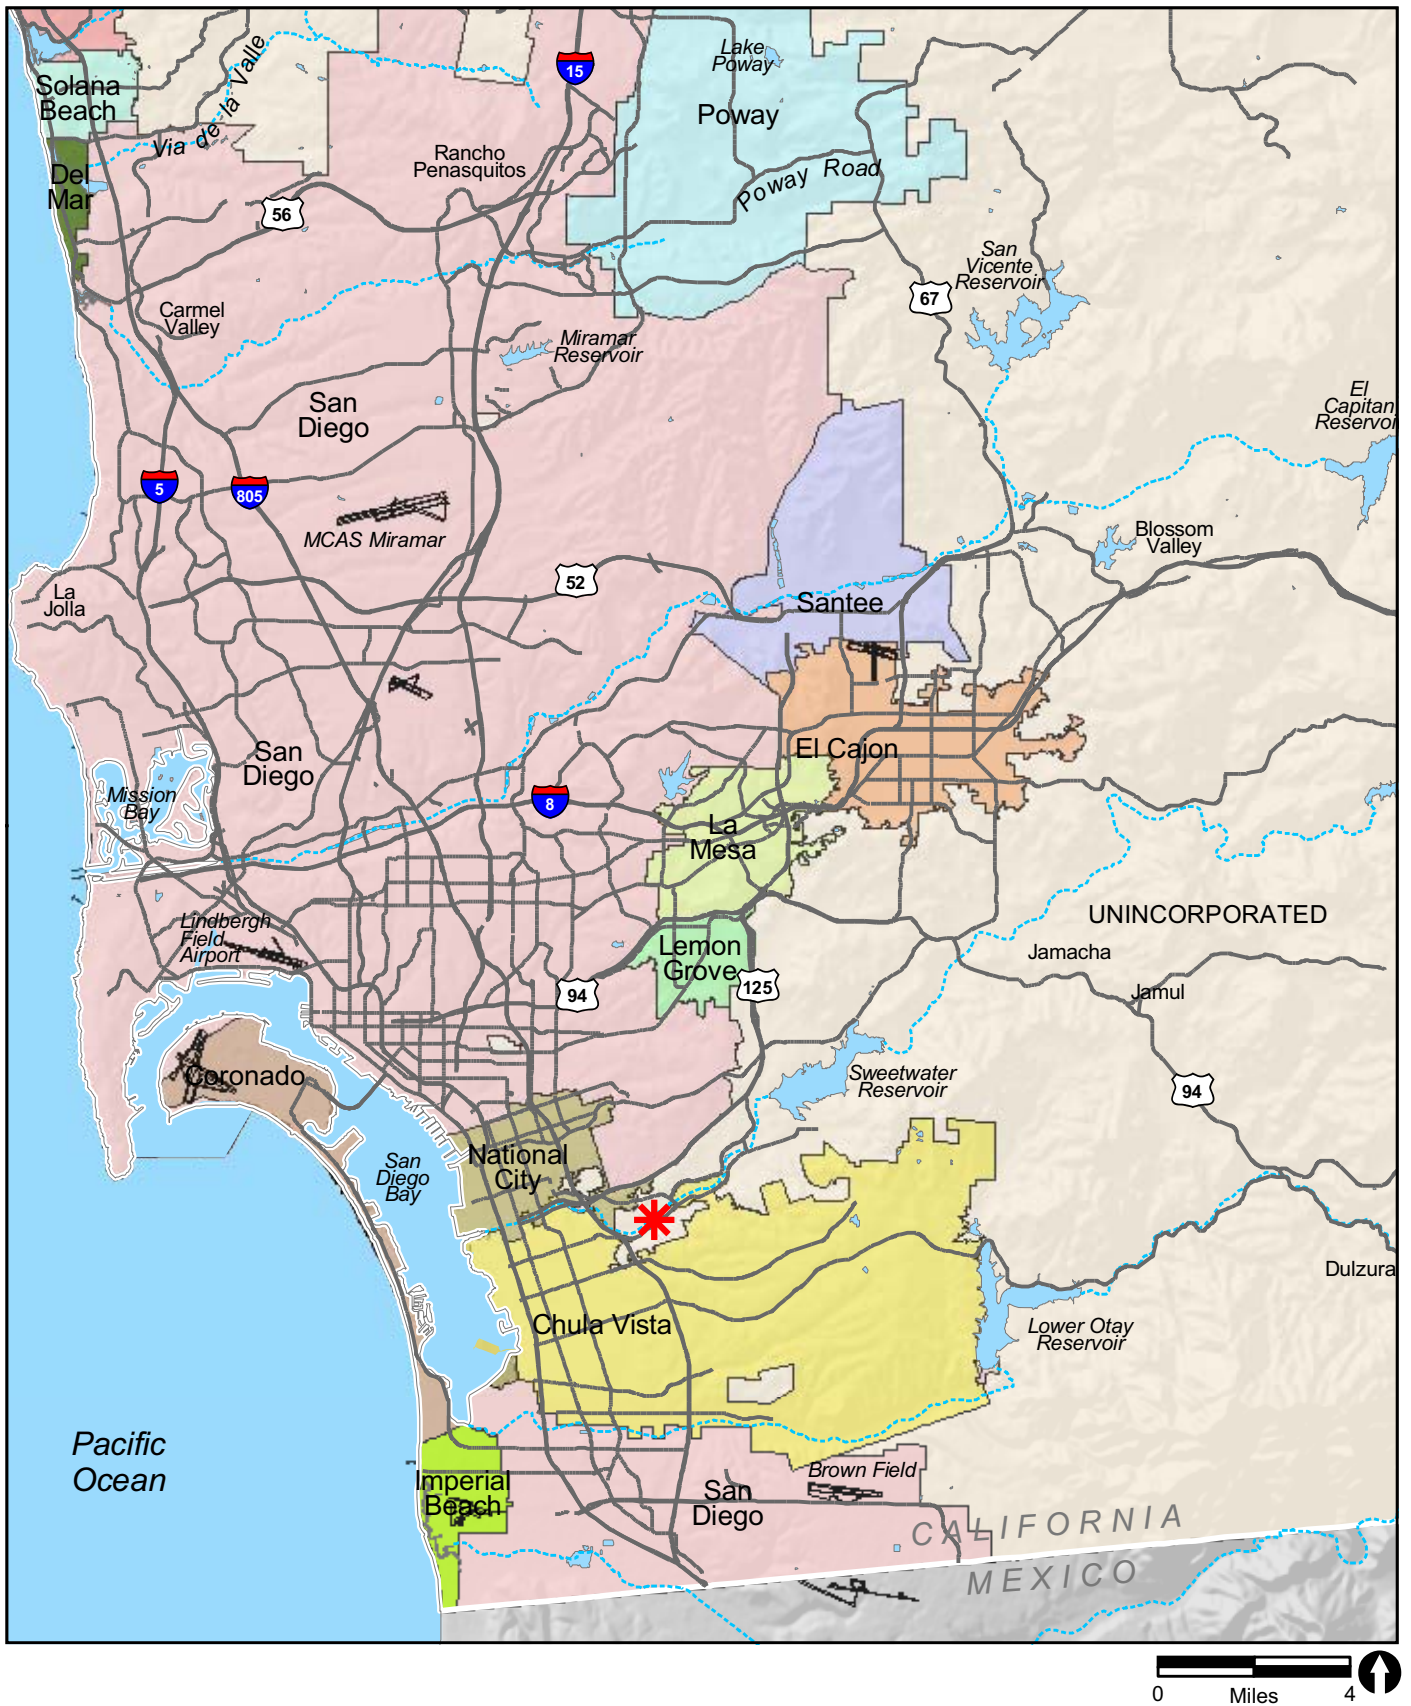 Lake
Poway
15
Solana
Beach
Via de la Valle
Poway
Rancho
Penasquitos
Poway Road
Del
Mar
56
San
Vicente
Reservoir
67
Carmel
Valley
Miramar
Reservoir
San
Diego
El
Capitan
Reservoi
5
805
MCAS Miramar
Blossom
Valley
52
La
Jolla
Santee
San
Diego
El Cajon
Mission
Bay
8
La
Mesa
UNINCORPORATED
Lindbergh
Field
Airport
Lemon
Grove
Jamacha
94
125
Jamul
Coronado
Sweetwater
Reservoir
94
National
City
San
Diego
Bay
Dulzura
Chula Vista
Lower Otay
Reservoir
Pacific
Ocean
Brown Field
Imperial
Beach
San
Diego
CALIFORNIA
MEXICO
0 Miles 4